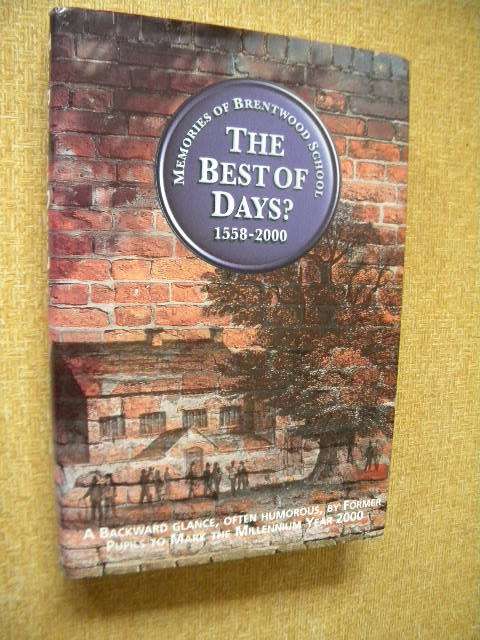 MEMORIES OF BRENTWOOD SCHOOL
THE
BEST OF
DAYS?
1558-2000
A BACKWARD GLANCE, OFTEN HUMOROUS, BY FORMER
PUPILS TO MARK THE MILLENNIUM YEAR 2000